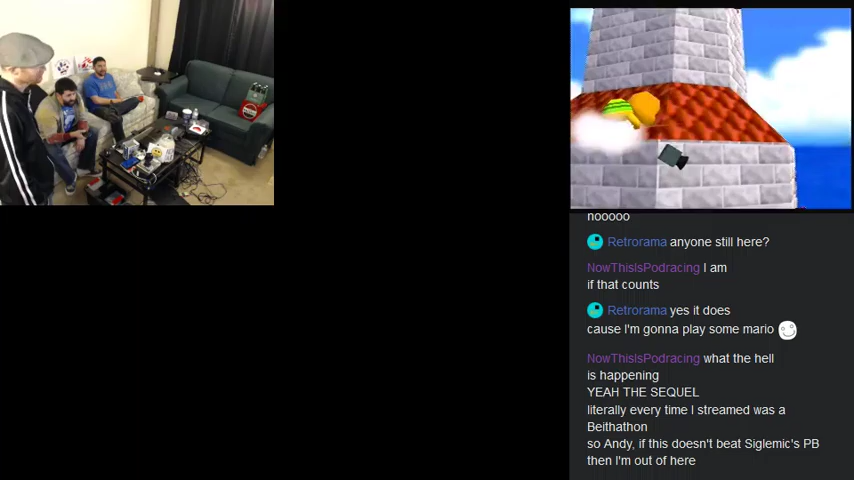 nooooo
Retrorama anyone still here?
NowThisIsPodracing I am
if that counts
Retrorama yes it does
cause I'm gonna play some mario
NowThisIsPodracing what the hell
is happening
YEAH THE SEQUEL
literally every time I streamed was a
Beithathon
so Andy, if this doesn't beat Siglemic's PB
then I'm out of here